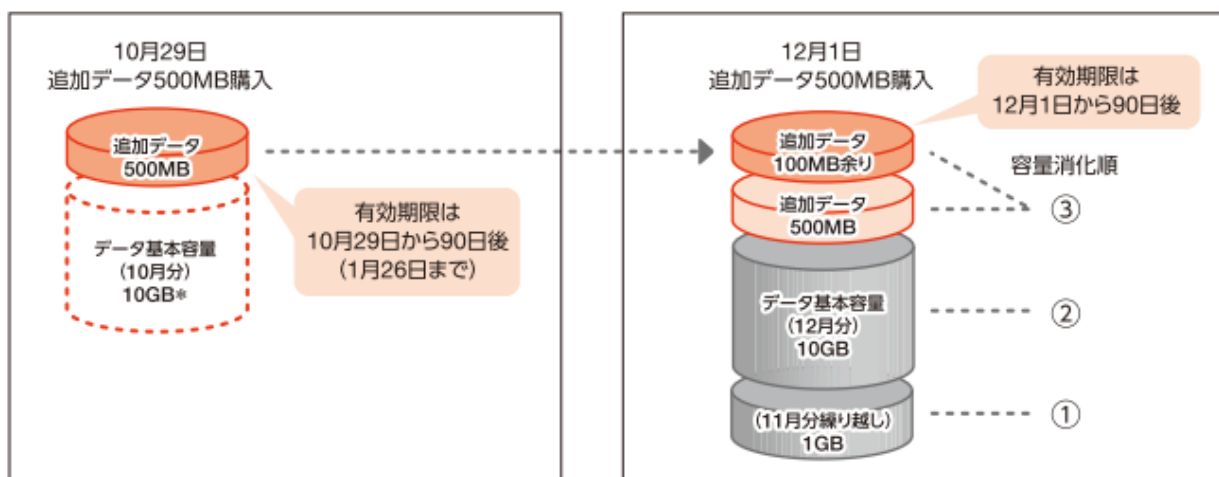 10月29日
追加データ500MB購入
追加データ
500MB
データ基本容量
(10月分)
10GB*
有効期限は
10月29日から90日後
(1月26日まで)
12月1日
追加データ500MB購入
有効期限は
12月1日から90日後
追加データ
100MB余り
追加データ
500MB
データ基本容量
(12月分)
10GB
(11月分繰り越し)
1GB
容量消化順
③
②
①